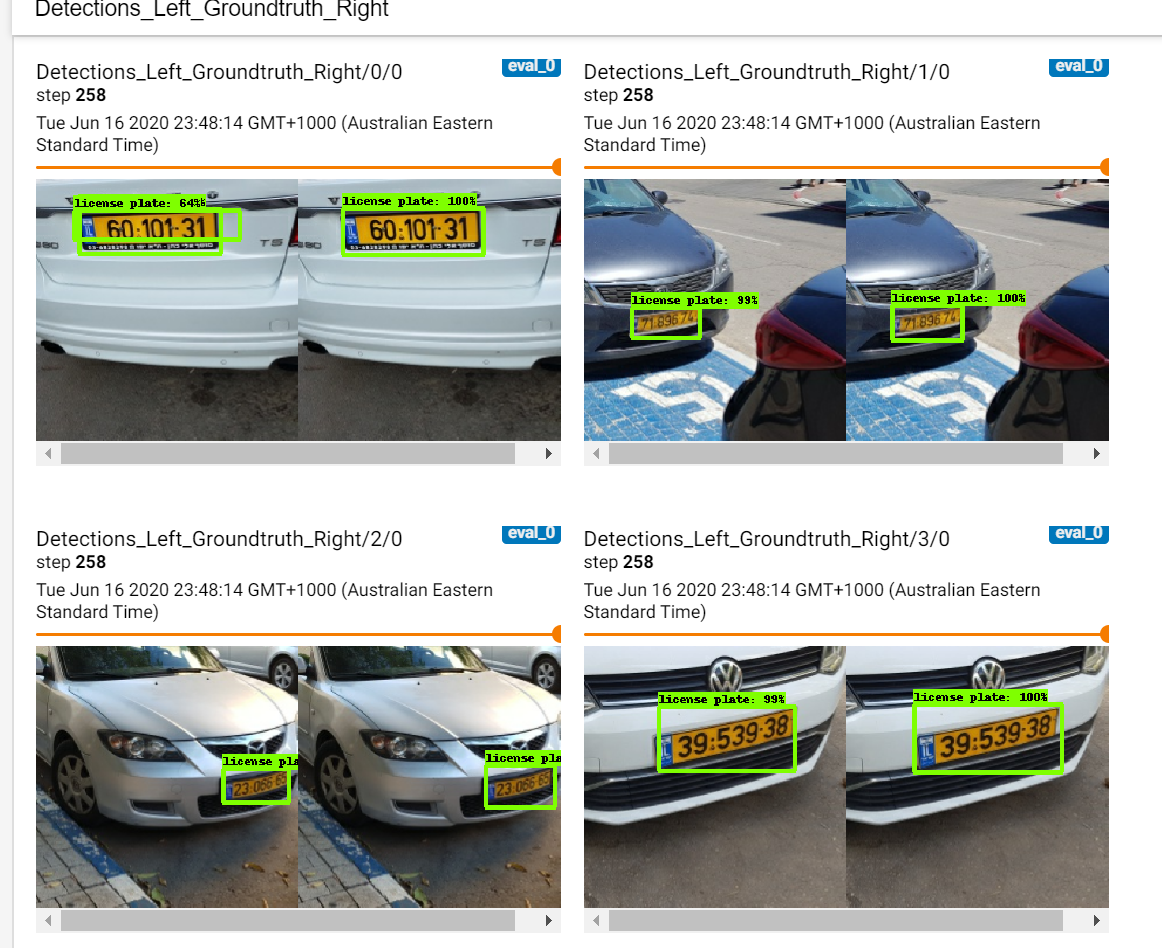 Detections_Left_Groundtruth_Right
Detections_Left_Groundtruth_Right/0/0
eval_0
step 258
Tue Jun 16 2020 23:48:14 GMT+1000 (Australian Eastern
Standard Time)
license plate: 64%
60-101-31
TS
license plate: 100%
60-101-31
TS
Detections_Left_Groundtruth_Right/1/0
eval_0
step 258
Tue Jun 16 2020 23:48:14 GMT+1000 (Australian Eastern
Standard Time)
license plate: 99%
71 896 74
license plate: 100%
71 896 74
Detections_Left_Groundtruth_Right/2/0
eval_0
step 258
Tue Jun 16 2020 23:48:14 GMT+1000 (Australian Eastern
Standard Time)
license pla
license pla
Detections_Left_Groundtruth_Right/3/0
eval_0
step 258
Tue Jun 16 2020 23:48:14 GMT+1000 (Australian Eastern
Standard Time)
license plate: 99%
IL 39:539-38
license plate: 100%
IL 39:539-38